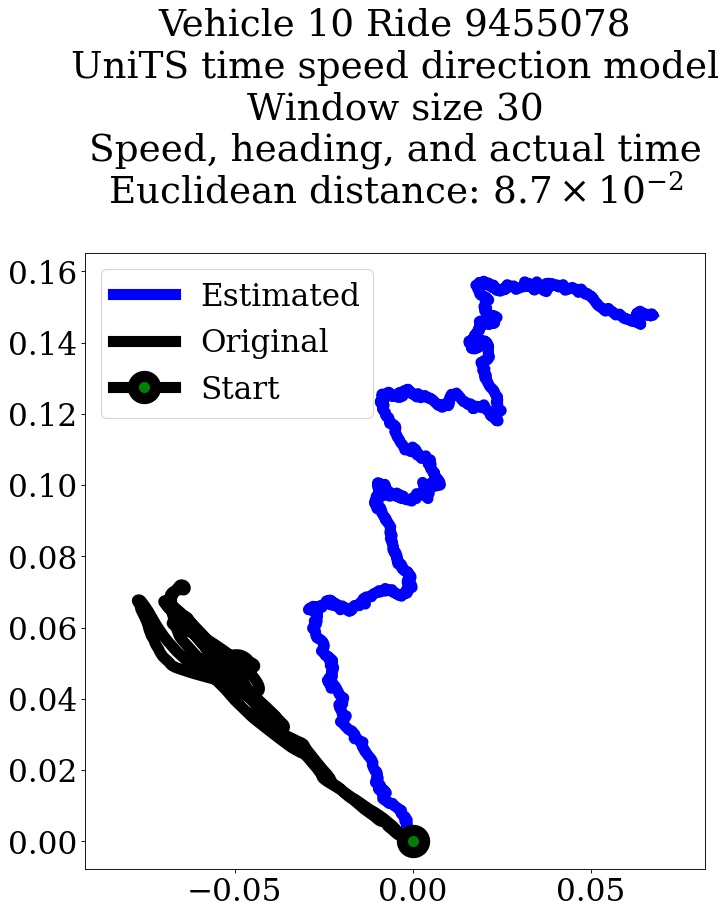 Vehicle 10 Ride 9455078
UniTS time speed direction model
Window size 30
Speed, heading, and actual time
Euclidean distance: 8.7 × 10⁻²
Estimated
Original
Start
0.16
0.14
0.12
0.10
0.08
0.06
0.04
0.02
0.00
−0.05 0.00 0.05